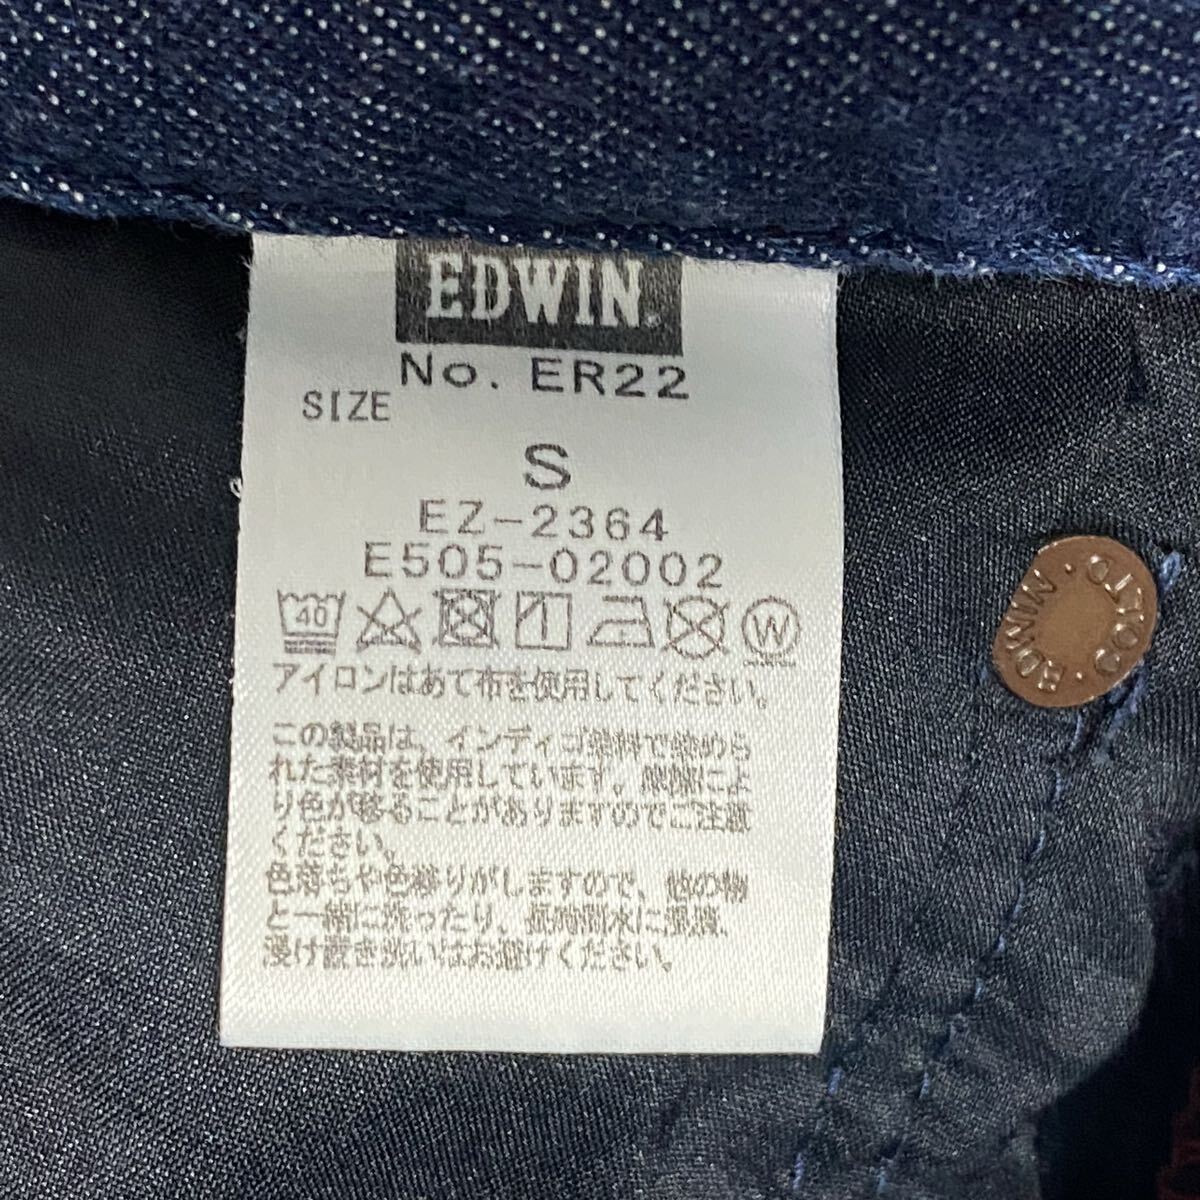 EDWIN.
No. ER22
SIZE
S
EZ-2364
E505-02002
40
W
アイロンはあて布を使用してください。
この製品は、インディゴ染料で染めら
れた素材を使用しています。摩擦によ
り色が移ることがありますのでご注意
ください。
色落ちや色移りがしますので、他の物
と一緒に洗ったり、長時間水に浸漬、
浸け置き洗いはお避けください。
EDWIN・GOLITO